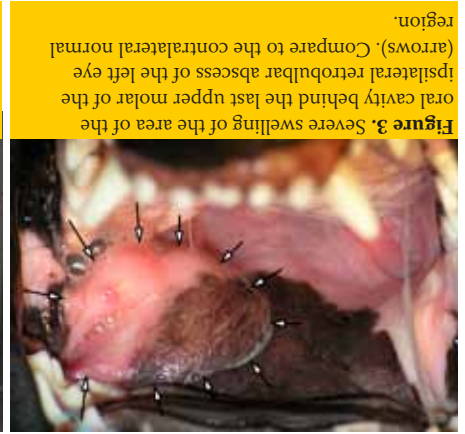 Figure 3. Severe swelling of the area of the
oral cavity behind the last upper molar of the
ipsilateral retrobulbar abscess of the left eye
(arrows). Compare to the contralateral normal
region.